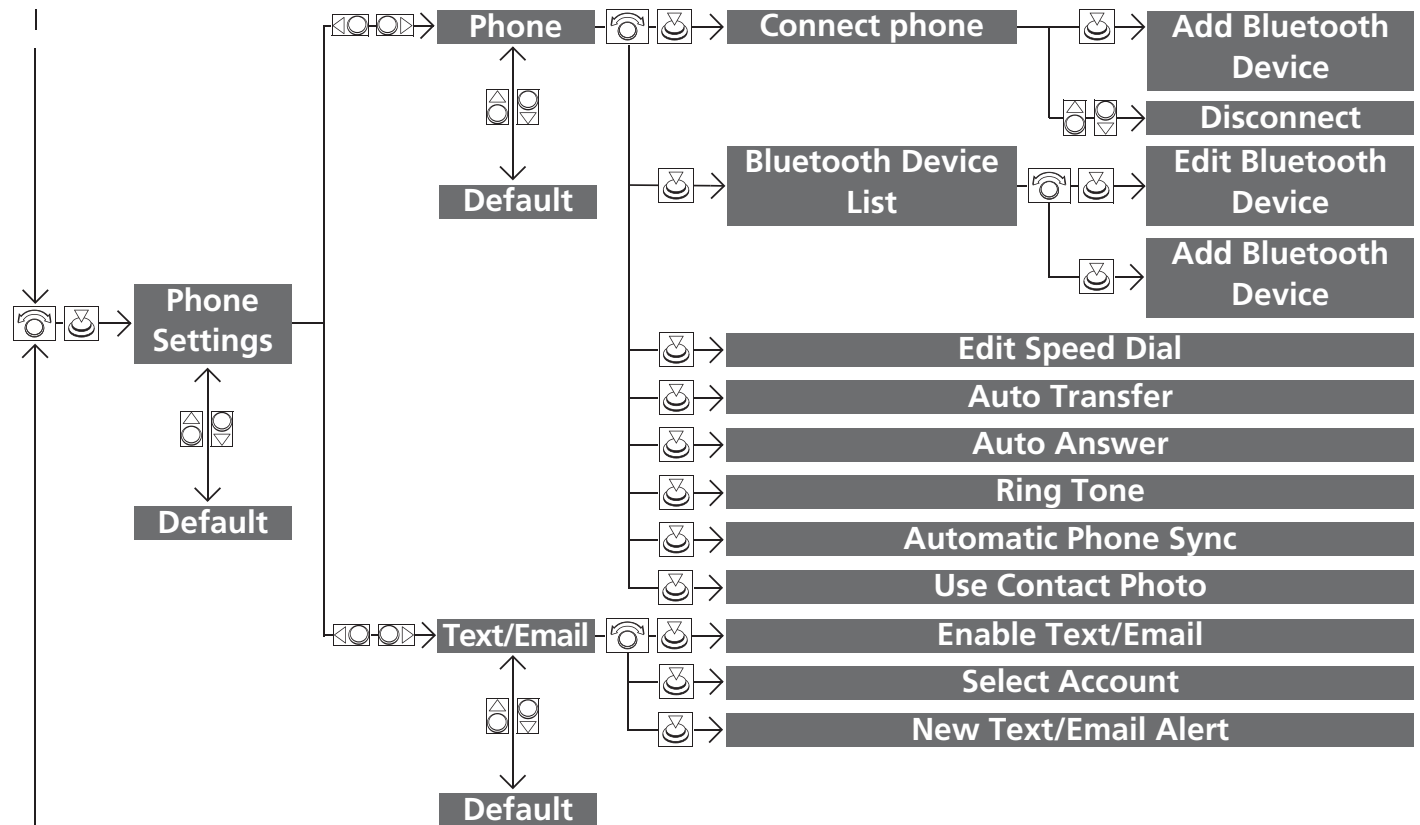 Phone
Connect phone
Add Bluetooth
Device
Disconnect
Default
Bluetooth Device
List
Edit Bluetooth
Device
Add Bluetooth
Device
Phone
Settings
Default
Edit Speed Dial
Auto Transfer
Auto Answer
Ring Tone
Automatic Phone Sync
Use Contact Photo
Text/Email
Enable Text/Email
Select Account
New Text/Email Alert
Default